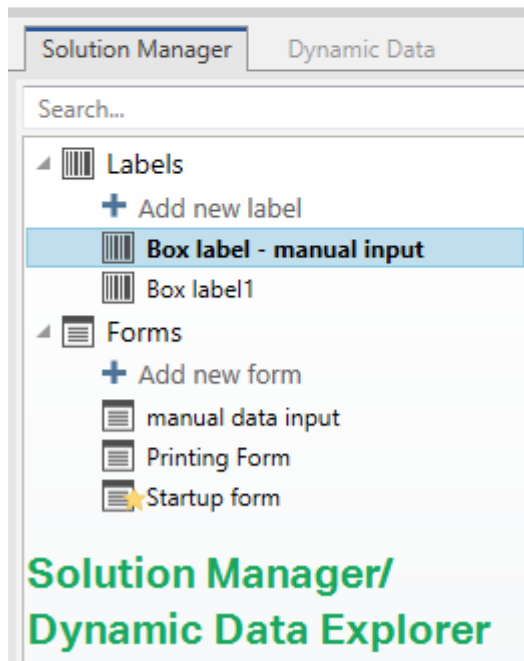 Solution Manager Dynamic Data
Search...
Labels
Add new label
Box label - manual input
Box label1
Forms
Add new form
manual data input
Printing Form
Startup form
Solution Manager/
Dynamic Data Explorer